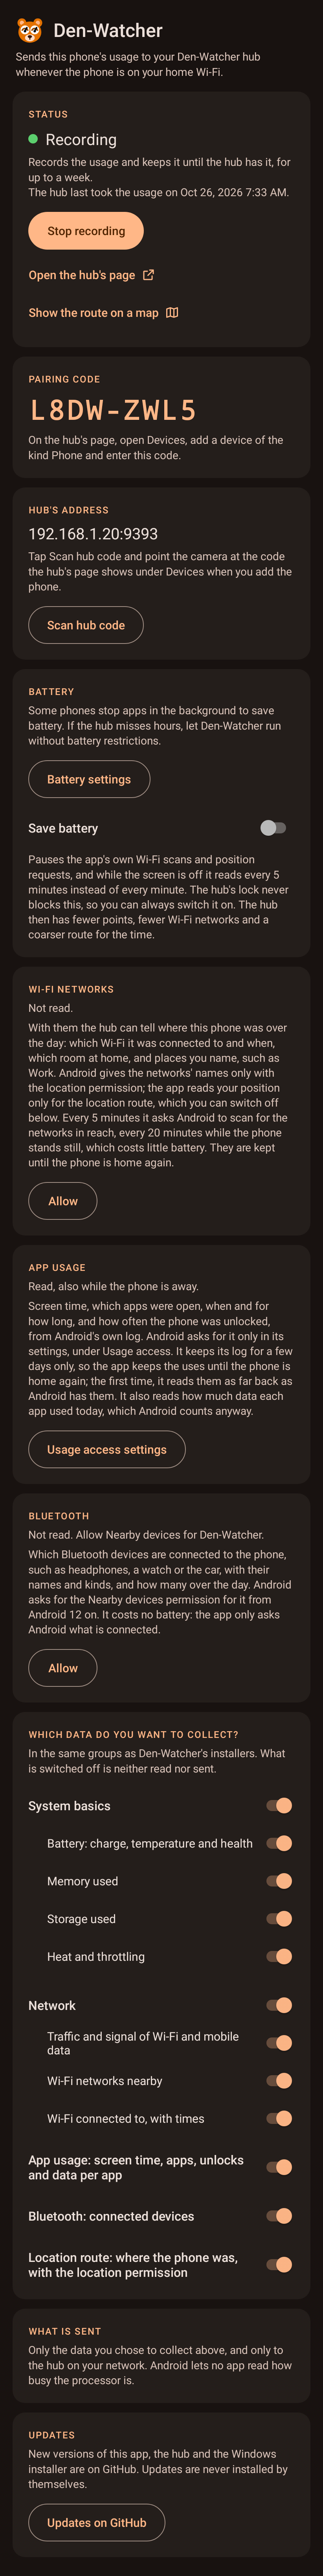 Den-Watcher
Sends this phone's usage to your Den-Watcher hub
whenever the phone is on your home Wi-Fi.
STATUS
Recording
Records the usage and keeps it until the hub has it, for
up to a week.
The hub last took the usage on Oct 26, 2026 7:33 AM.
Stop recording
Open the hub's page
Show the route on a map
PAIRING CODE
L8DW-ZWL5
On the hub's page, open Devices, add a device of the
kind Phone and enter this code.
HUB'S ADDRESS
192.168.1.20:9393
Tap Scan hub code and point the camera at the code
the hub's page shows under Devices when you add the
phone.
Scan hub code
BATTERY
Some phones stop apps in the background to save
battery. If the hub misses hours, let Den-Watcher run
without battery restrictions.
Battery settings
Save battery
Pauses the app's own Wi-Fi scans and position
requests, and while the screen is off it reads every 5
minutes instead of every minute. The hub's lock never
blocks this, so you can always switch it on. The hub
then has fewer points, fewer Wi-Fi networks and a
coarser route for the time.
WI-FI NETWORKS
Not read.
With them the hub can tell where this phone was over
the day: which Wi-Fi it was connected to and when,
which room at home, and places you name, such as
Work. Android gives the networks' names only with
the location permission; the app reads your position
only for the location route, which you can switch off
below. Every 5 minutes it asks Android to scan for the
networks in reach, every 20 minutes while the phone
stands still, which costs little battery. They are kept
until the phone is home again.
Allow
APP USAGE
Read, also while the phone is away.
Screen time, which apps were open, when and for
how long, and how often the phone was unlocked,
from Android's own log. Android asks for it only in its
settings, under Usage access. It keeps its log for a few
days only, so the app keeps the uses until the phone is
home again; the first time, it reads them as far back as
Android has them. It also reads how much data each
app used today, which Android counts anyway.
Usage access settings
BLUETOOTH
Not read. Allow Nearby devices for Den-Watcher.
Which Bluetooth devices are connected to the phone,
such as headphones, a watch or the car, with their
names and kinds, and how many over the day. Android
asks for the Nearby devices permission for it from
Android 12 on. It costs no battery: the app only asks
Android what is connected.
Allow
WHICH DATA DO YOU WANT TO COLLECT?
In the same groups as Den-Watcher's installers. What
is switched off is neither read nor sent.
System basics
Battery: charge, temperature and health
Memory used
Storage used
Heat and throttling
Network
Traffic and signal of Wi-Fi and mobile
data
Wi-Fi networks nearby
Wi-Fi connected to, with times
App usage: screen time, apps, unlocks
and data per app
Bluetooth: connected devices
Location route: where the phone was,
with the location permission
WHAT IS SENT
Only the data you chose to collect above, and only to
the hub on your network. Android lets no app read how
busy the processor is.
UPDATES
New versions of this app, the hub and the Windows
installer are on GitHub. Updates are never installed by
themselves.
Updates on GitHub